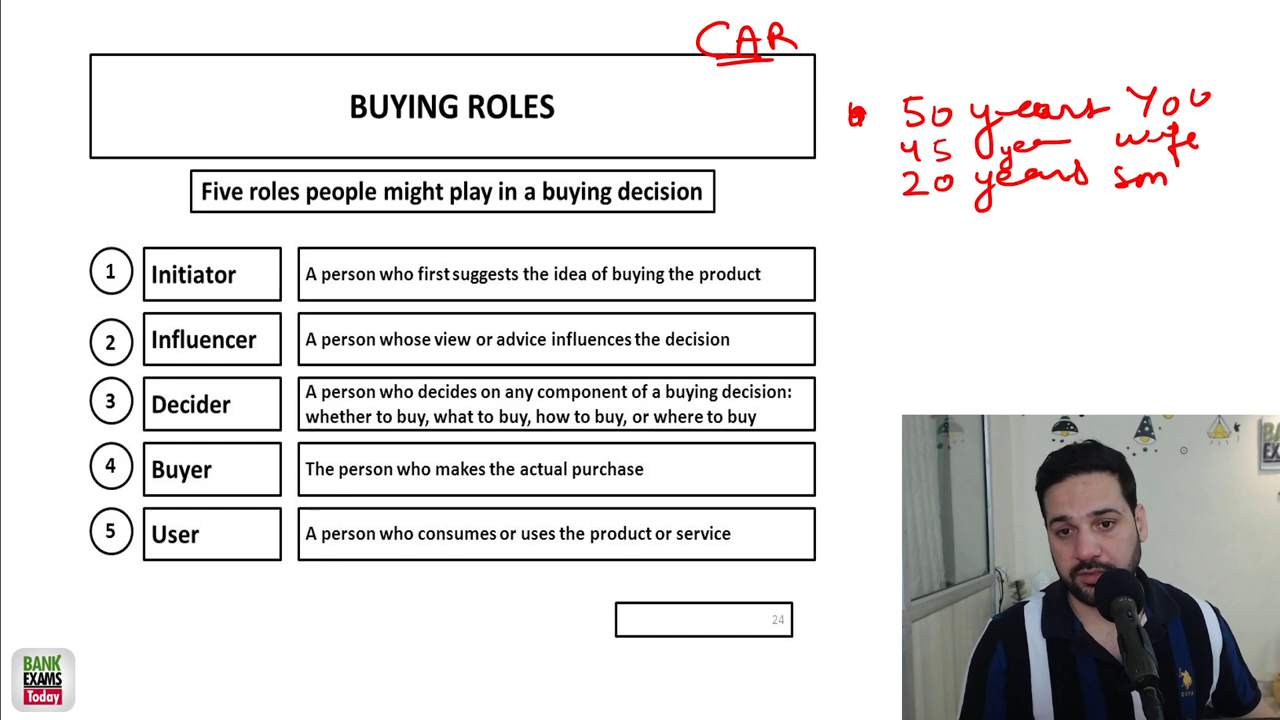 CAR
BUYING ROLES
50 years You
45 year wife
20 years son
Five roles people might play in a buying decision
1 Initiator A person who first suggests the idea of buying the product
2 Influencer A person whose view or advice influences the decision
3 Decider A person who decides on any component of a buying decision:
whether to buy, what to buy, how to buy, or where to buy
4 Buyer The person who makes the actual purchase
5 User A person who consumes or uses the product or service
24
BANK
EXAMS
Today